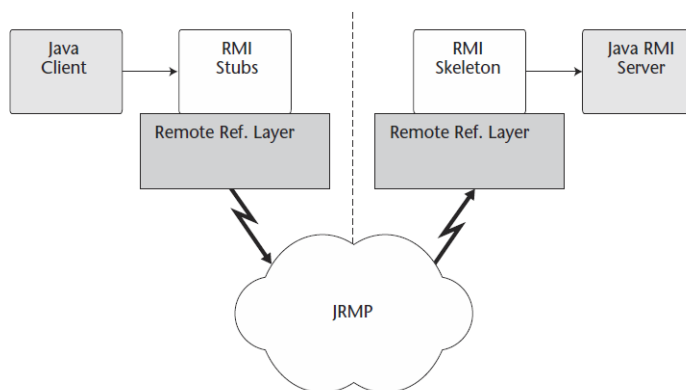 Java
Client
RMI
Stubs
RMI
Skeleton
Java RMI
Server
Remote Ref. Layer
Remote Ref. Layer
JRMP